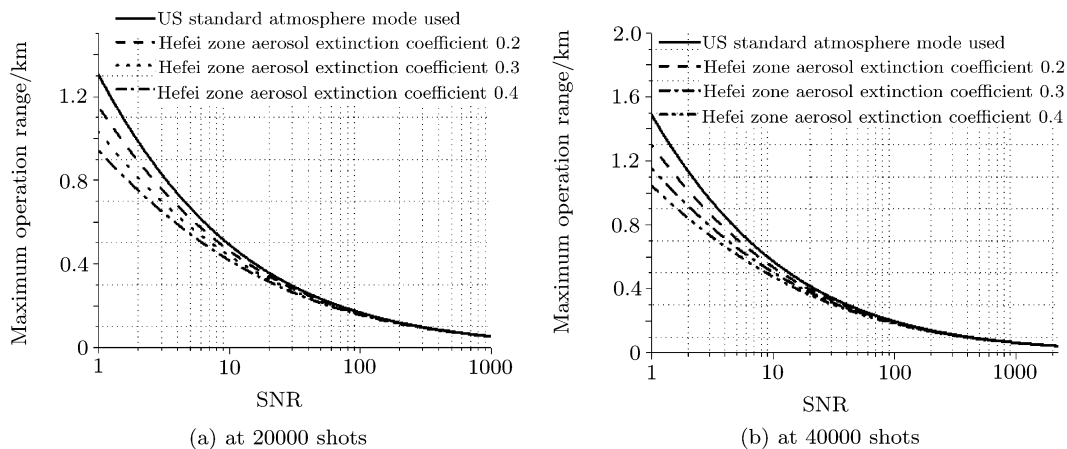 US standard atmosphere mode used
Hefei zone aerosol extinction coefficient 0.2
Hefei zone aerosol extinction coefficient 0.3
Hefei zone aerosol extinction coefficient 0.4
Maximum operation range/km
1.2
0.8
0.4
0
1 10 100 1000
SNR
(a) at 20000 shots
US standard atmosphere mode used
Hefei zone aerosol extinction coefficient 0.2
Hefei zone aerosol extinction coefficient 0.3
Hefei zone aerosol extinction coefficient 0.4
Maximum operation range/km
2.0
1.6
1.2
0.8
0.4
0
1 10 100 1000
SNR
(b) at 40000 shots